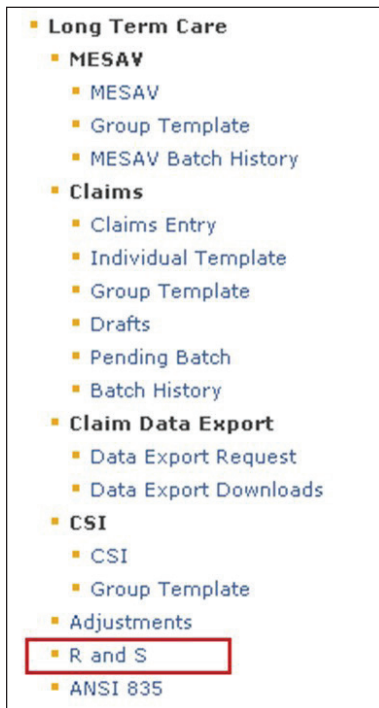 Long Term Care
MESAV
MESAV
Group Template
MESAV Batch History
Claims
Claims Entry
Individual Template
Group Template
Drafts
Pending Batch
Batch History
Claim Data Export
Data Export Request
Data Export Downloads
CSI
CSI
Group Template
Adjustments
R and S
ANSI 835